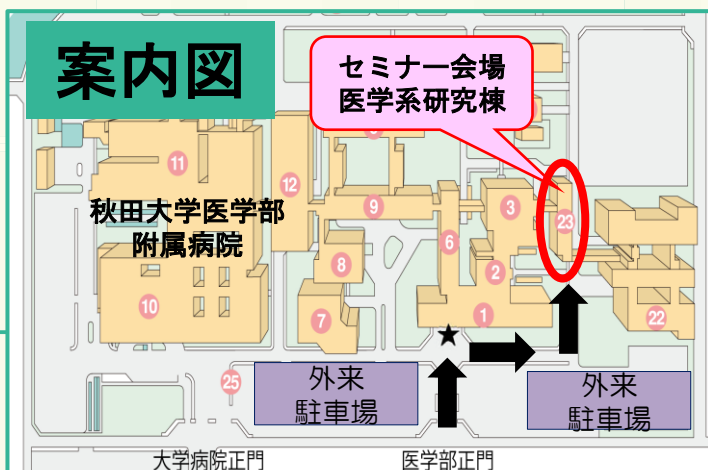 案内図
セミナー会場
医学系研究棟
11
12
9
3
23
秋田大学医学部
附属病院
6
8
2
10
7
1
22
★
25
外来
駐車場
外来
駐車場
大学病院正門
医学部正門